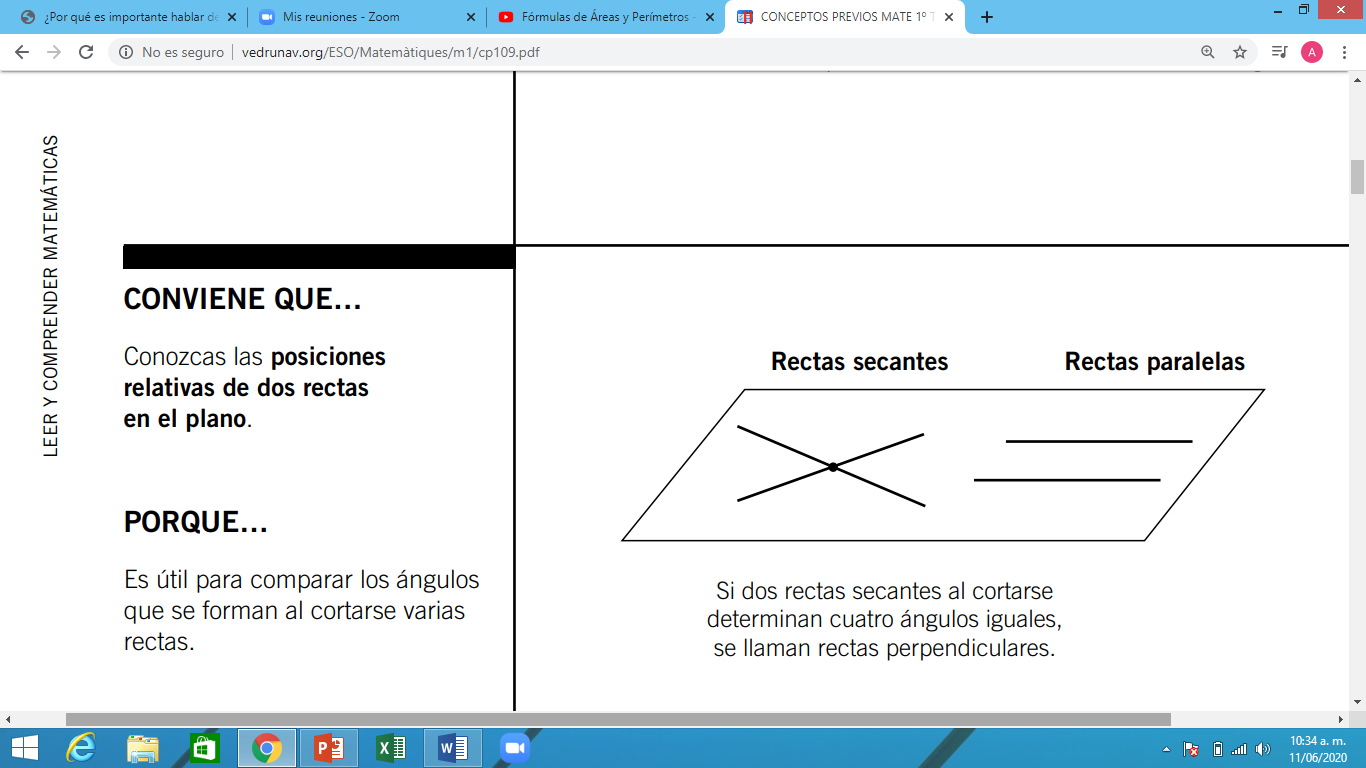 ¿Por qué es importante hablar de
Mis reuniones - Zoom
Fórmulas de Áreas y Perímetros -
CONCEPTOS PREVIOS MATE 1º T
No es seguro
vedrunav.org/ESO/Matemàtiques/m1/cp109.pdf
A
LEER Y COMPRENDER MATEMÁTICAS
CONVIENE QUE...
Conozcas las posiciones
relativas de dos rectas
en el plano.
PORQUE...
Es útil para comparar los ángulos
que se forman al cortarse varias
rectas.
Rectas secantes
Rectas paralelas
Si dos rectas secantes al cortarse
determinan cuatro ángulos iguales,
se llaman rectas perpendiculares.
10:34 a. m.
11/06/2020